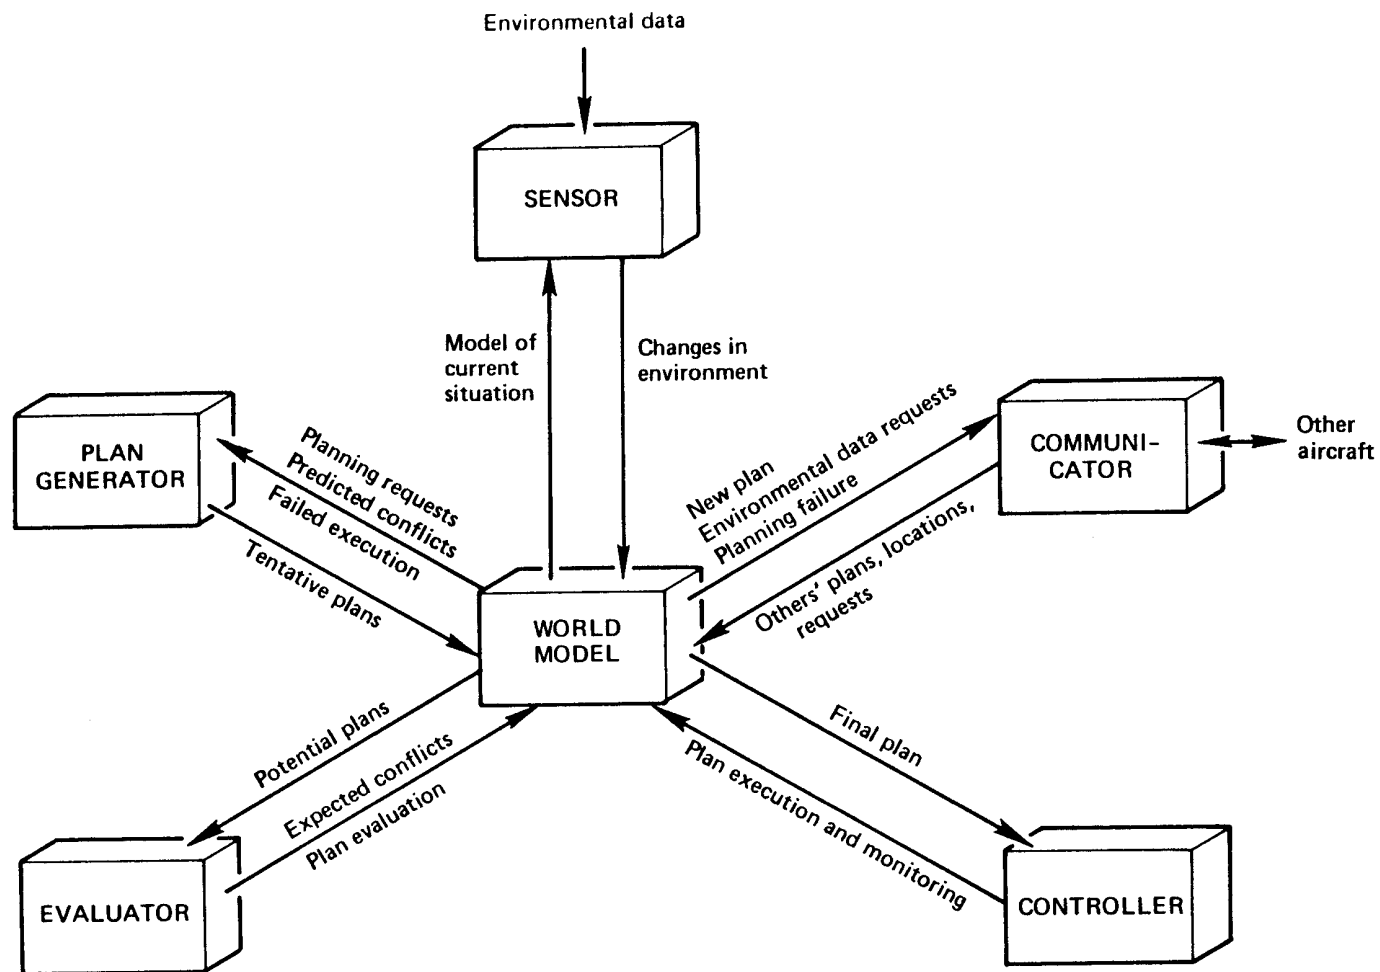 Environmental data
SENSOR
Model of
current
situation
Changes in
environment
PLAN
GENERATOR
Planning requests
Predicted conflicts
Failed execution
Tentative plans
New plan
Environmental data requests
Planning failure
COMMUNI-
CATOR
Other
aircraft
Others' plans, locations,
requests
WORLD
MODEL
Potential plans
Expected conflicts
Plan evaluation
Final plan
Plan execution and monitoring
EVALUATOR
CONTROLLER